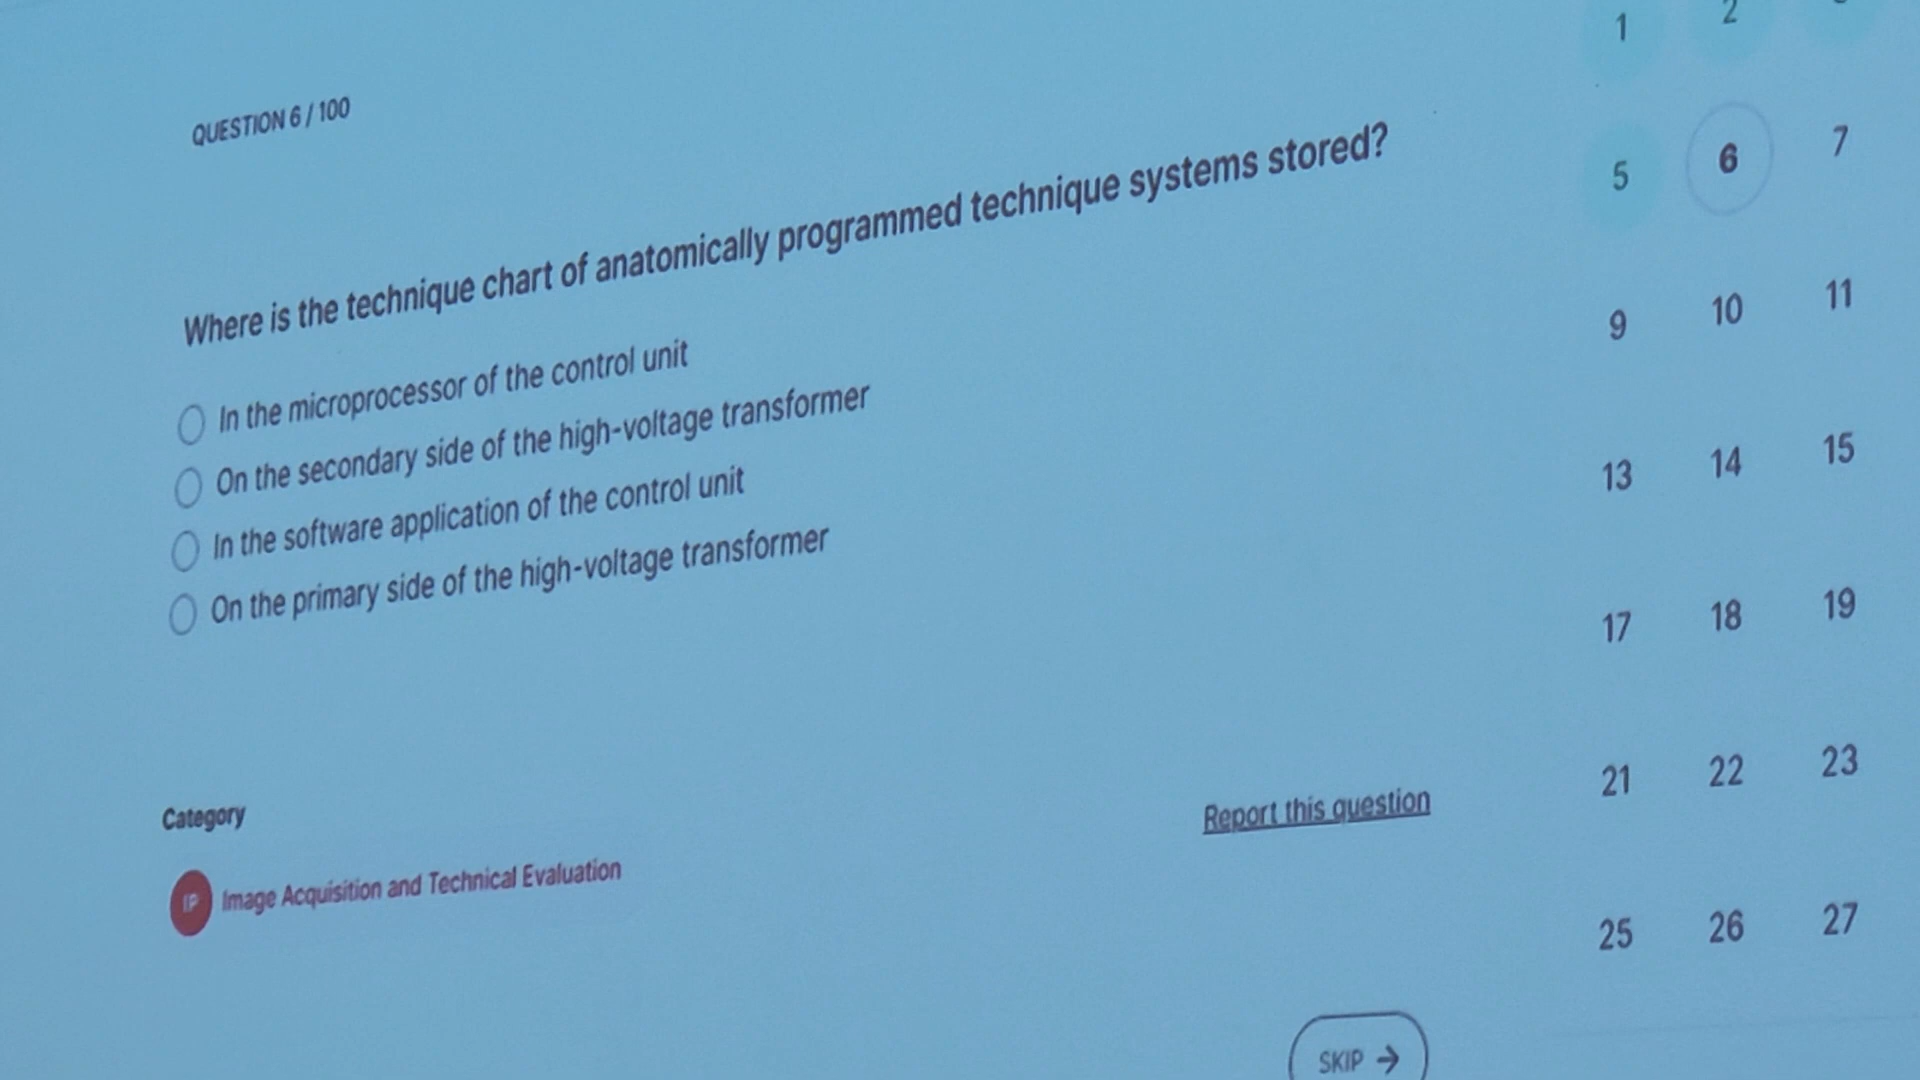 QUESTION 6 / 100
Where is the technique chart of anatomically programmed technique systems stored?
In the microprocessor of the control unit
On the secondary side of the high-voltage transformer
In the software application of the control unit
On the primary side of the high-voltage transformer
Category
IP Image Acquisition and Technical Evaluation
Report this question
SKIP →
1 2
5 6 7
9 10 11
13 14 15
17 18 19
21 22 23
25 26 27